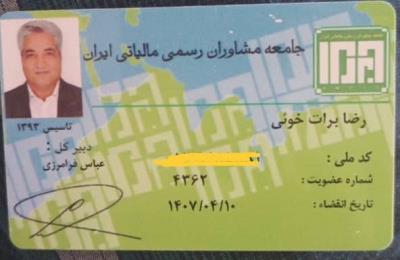 جامعه مشاوران رسمی مالیاتی ایران
رضا برات خوئی
تاسیس ۱۳۹۳
دبیر کل :
عباس فرامرزی
کد ملی :
شماره عضویت : ۴۳۶۲
تاریخ انقضاء : ۱۴۰۷/۰۴/۱۰